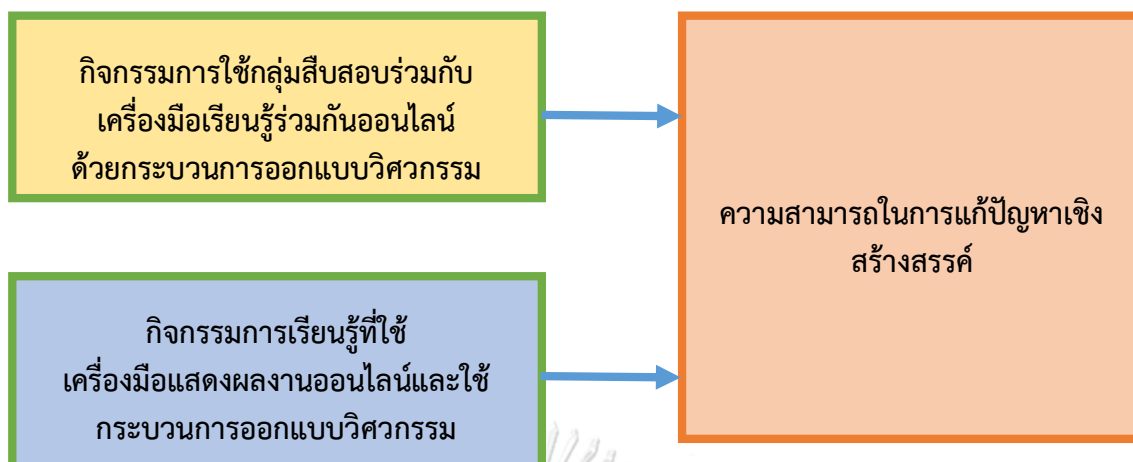 กิจกรรมการใช้กลุ่มสืบสอบร่วมกับ
เครื่องมือเรียนรู้ร่วมกันออนไลน์
ด้วยกระบวนการออกแบบวิศวกรรม
ความสามารถในการแก้ปัญหาเชิง
สร้างสรรค์
กิจกรรมการเรียนรู้ที่ใช้
เครื่องมือแสดงผลงานออนไลน์และใช้
กระบวนการออกแบบวิศวกรรม